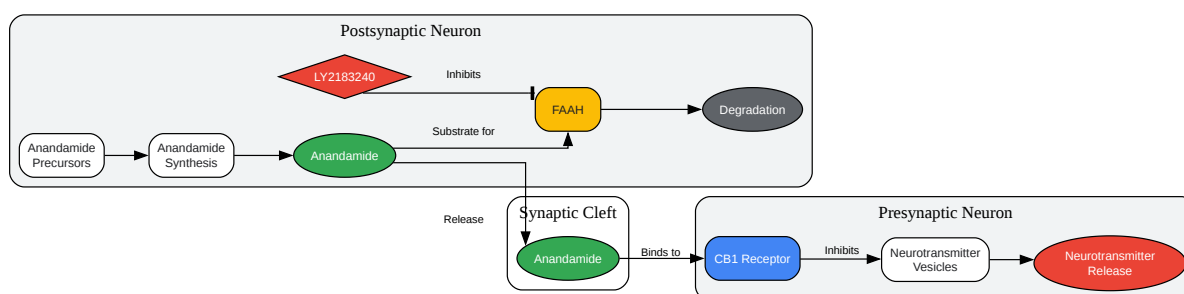 Postsynaptic Neuron
LY2183240
Inhibits
FAAH
Degradation
Substrate for
Anandamide
Precursors
Anandamide
Synthesis
Anandamide
Release
Synaptic Cleft
Anandamide
Binds to
Presynaptic Neuron
CB1 Receptor
Inhibits
Neurotransmitter
Vesicles
Neurotransmitter
Release